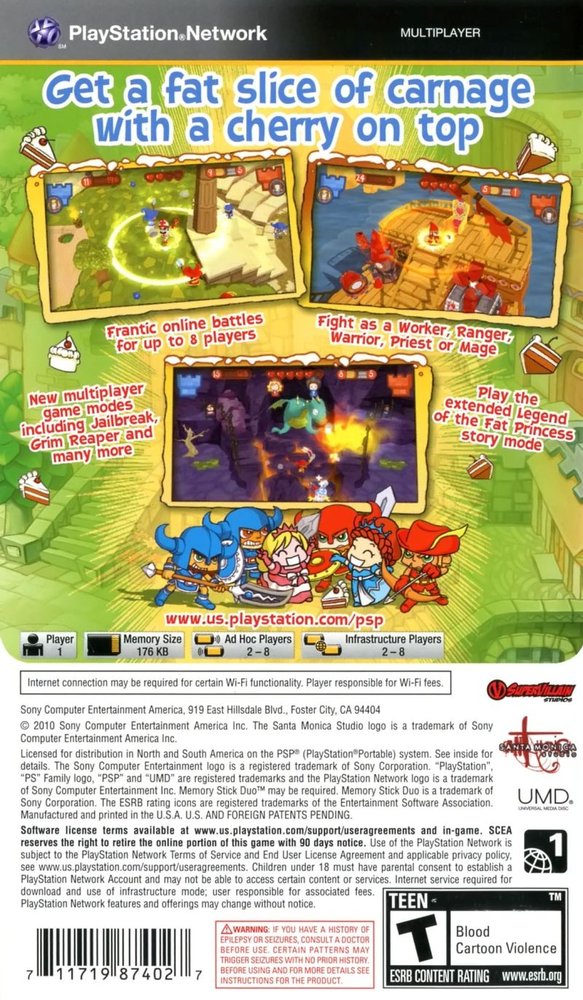 PlayStation®Network
SM
MULTIPLAYER
Get a fat slice of carnage
with a cherry on top
Frantic online battles
for up to 8 players
Fight as a Worker, Ranger,
Warrior, Priest or Mage
New multiplayer
game modes
including Jailbreak,
Grim Reaper and
many more
Play the
extended Legend
of the Fat Princess
story mode
www.us.playstation.com/psp
Player
1
Memory Size
176 KB
Ad Hoc Players
2 – 8
Infrastructure Players
2 – 8
Internet connection may be required for certain Wi-Fi functionality. Player responsible for Wi-Fi fees.
SUPERVILLAIN
STUDIOS
Sony Computer Entertainment America, 919 East Hillsdale Blvd., Foster City, CA 94404
© 2010 Sony Computer Entertainment America Inc. The Santa Monica Studio logo is a trademark of Sony
Computer Entertainment America Inc.
Licensed for distribution in North and South America on the PSP® (PlayStation®Portable) system. See inside for
details. The Sony Computer Entertainment logo is a registered trademark of Sony Corporation. “PlayStation”,
“PS” Family logo, “PSP” and “UMD” are registered trademarks and the PlayStation Network logo is a trademark
of Sony Computer Entertainment Inc. Memory Stick Duo™ may be required. Memory Stick Duo is a trademark of
Sony Corporation. The ESRB rating icons are registered trademarks of the Entertainment Software Association.
Manufactured and printed in the U.S.A. U.S. AND FOREIGN PATENTS PENDING.
SANTA MONICA
STUDIO
UMD™
UNIVERSAL MEDIA DISC
Software license terms available at www.us.playstation.com/support/useragreements and in-game. SCEA
reserves the right to retire the online portion of this game with 90 days notice. Use of the PlayStation Network is
subject to the PlayStation Network Terms of Service and End User License Agreement and applicable privacy policy,
see www.us.playstation.com/support/useragreements. Children under 18 must have parental consent to establish a
PlayStation Network Account and may not be able to access certain content or services. Internet service required for
download and use of infrastructure mode; user responsible for associated fees.
PlayStation Network features and offerings may change without notice.
1
7 11719 87402 7
WARNING: IF YOU HAVE A HISTORY OF
EPILEPSY OR SEIZURES, CONSULT A DOCTOR
BEFORE USE. CERTAIN PATTERNS MAY
TRIGGER SEIZURES WITH NO PRIOR HISTORY.
BEFORE USING AND FOR MORE DETAILS SEE
INSTRUCTIONS FOR THE PRODUCT.
TEEN
TM
T
Blood
Cartoon Violence
ESRB CONTENT RATING www.esrb.org